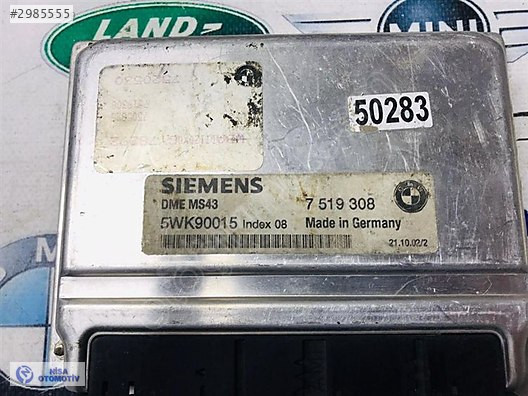 #2985555
LAND-
MINI
50283
SIEMENS
DME MS43 7 519 308
5WK90015 Index 08 Made in Germany
21.10.02/2
NİSA
OTOMOTİV